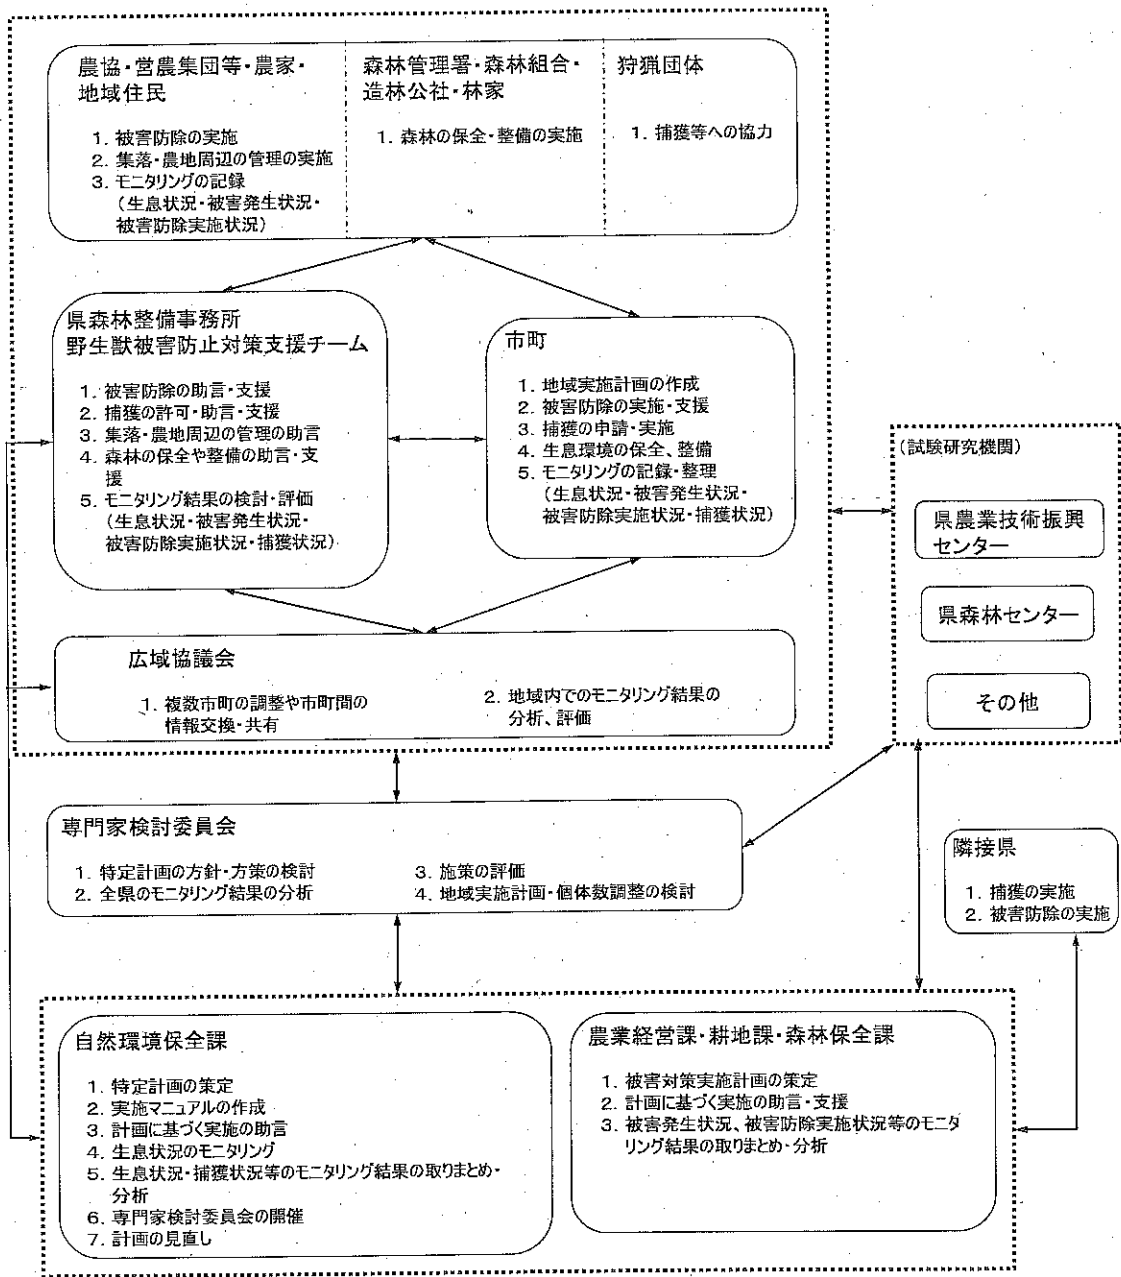 農協・営農集団等・農家・
地域住民
1. 被害防除の実施
2. 集落・農地周辺の管理の実施
3. モニタリングの記録
(生息状況・被害発生状況・
被害防除実施状況)
森林管理署・森林組合・
造林公社・林家
1. 森林の保全・整備の実施
狩猟団体
1. 捕獲等への協力
県森林整備事務所
野生獣被害防止対策支援チーム
1. 被害防除の助言・支援
2. 捕獲の許可・助言・支援
3. 集落・農地周辺の管理の助言
4. 森林の保全や整備の助言・支
援
5. モニタリング結果の検討・評価
(生息状況・被害発生状況・
被害防除実施状況・捕獲状況)
市町
1. 地域実施計画の作成
2. 被害防除の実施・支援
3. 捕獲の申請・実施
4. 生息環境の保全、整備
5. モニタリングの記録・整理
(生息状況・被害発生状況・
被害防除実施状況・捕獲状況)
(試験研究機関)
県農業技術振興
センター
県森林センター
その他
広域協議会
1. 複数市町の調整や市町間の
情報交換・共有
2. 地域内でのモニタリング結果の
分析、評価
専門家検討委員会
1. 特定計画の方針・方策の検討
2. 全県のモニタリング結果の分析
3. 施策の評価
4. 地域実施計画・個体数調整の検討
隣接県
1. 捕獲の実施
2. 被害防除の実施
自然環境保全課
1. 特定計画の策定
2. 実施マニュアルの作成
3. 計画に基づく実施の助言
4. 生息状況のモニタリング
5. 生息状況・捕獲状況等のモニタリング結果の取りまとめ・
分析
6. 専門家検討委員会の開催
7. 計画の見直し
農業経営課・耕地課・森林保全課
1. 被害対策実施計画の策定
2. 計画に基づく実施の助言・支援
3. 被害発生状況、被害防除実施状況等のモニタ
リング結果の取りまとめ・分析